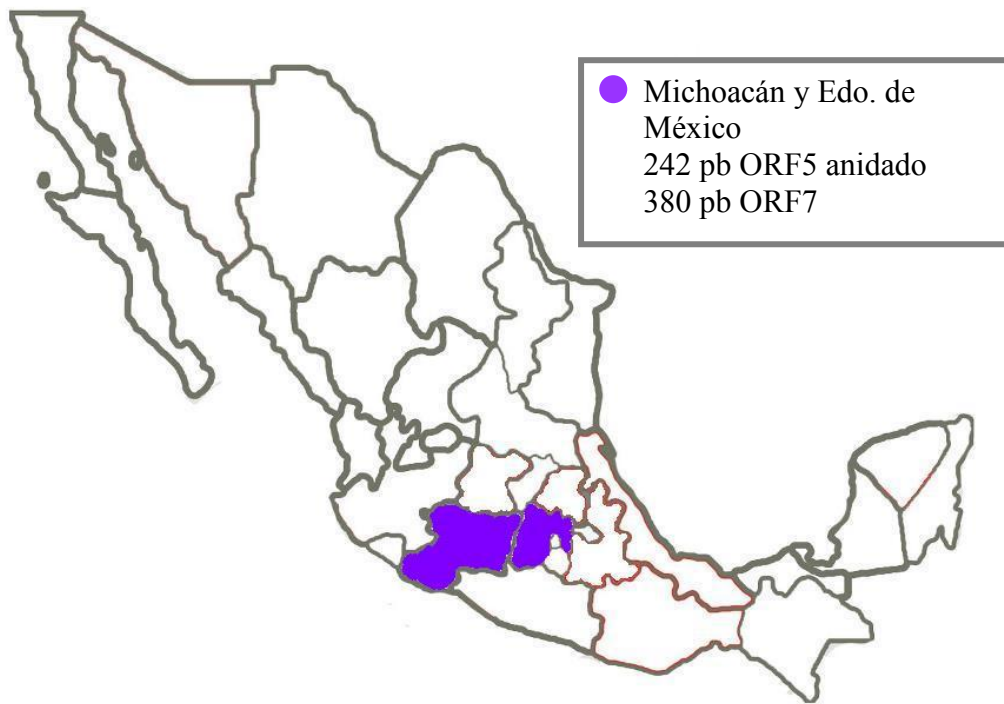 Michoacán y Edo. de
México
242 pb ORF5 anidado
380 pb ORF7